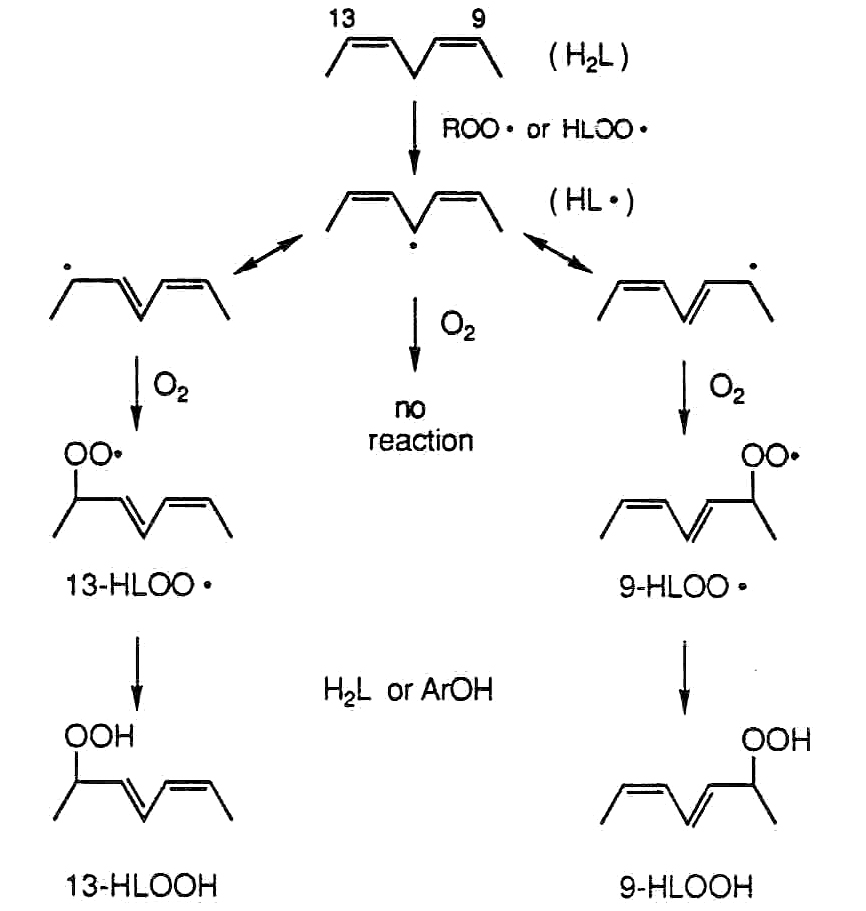 13 9
(H₂L)
ROO• or HLOO•
(HL•)
O₂
O₂
O₂
no
reaction
OO•
OO•
13-HLOO•
9-HLOO•
H₂L or ArOH
OOH
OOH
13-HLOOH
9-HLOOH